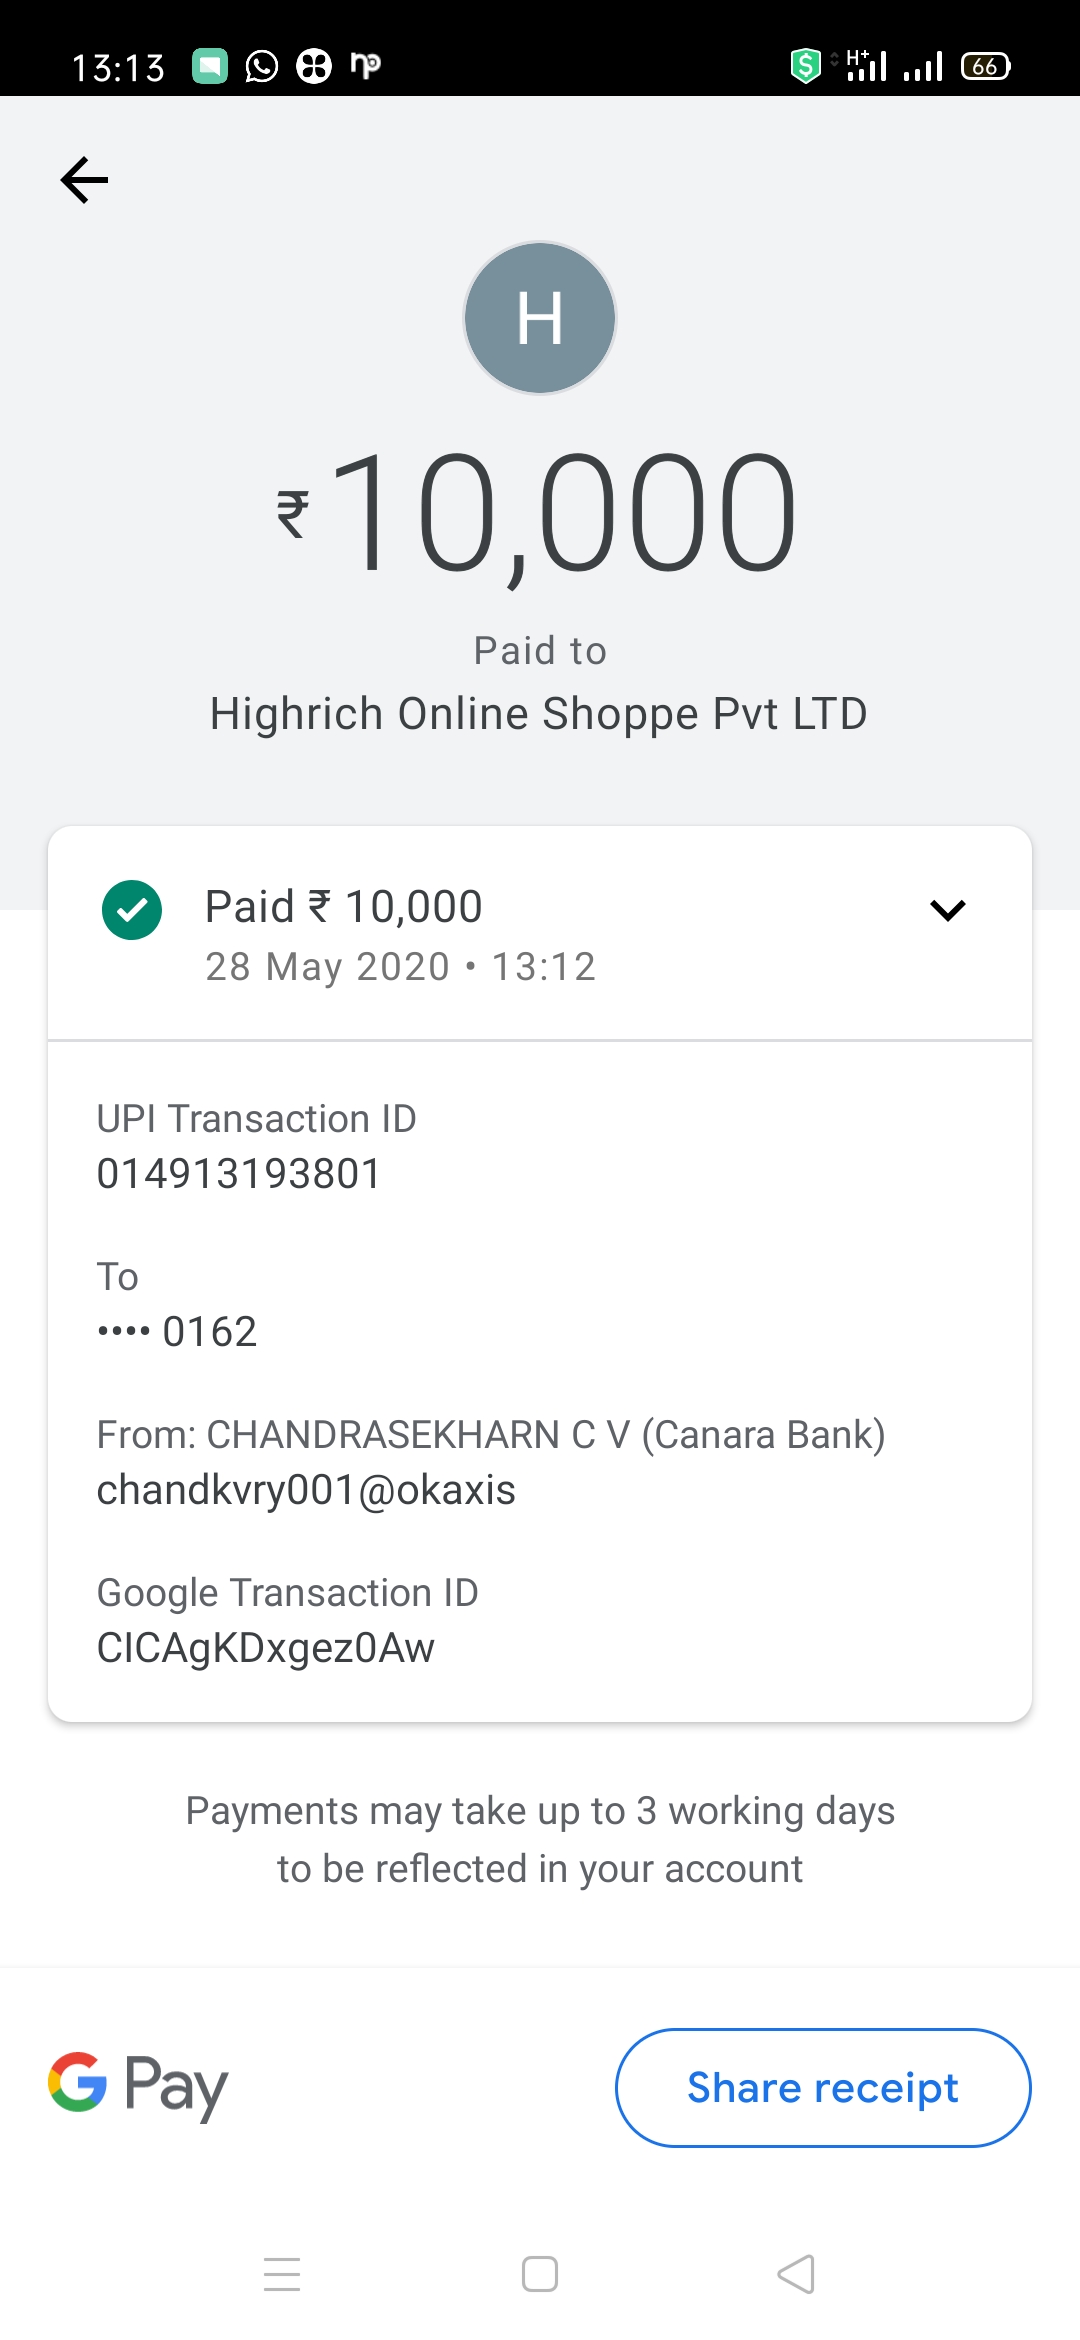 13:13
H+
66
H
₹10,000
Paid to
Highrich Online Shoppe Pvt LTD
Paid ₹ 10,000
28 May 2020 • 13:12
UPI Transaction ID
014913193801
To
•••• 0162
From: CHANDRASEKHARN C V (Canara Bank)
chandkvry001@okaxis
Google Transaction ID
CICAgKDxgez0Aw
Payments may take up to 3 working days
to be reflected in your account
G Pay
Share receipt